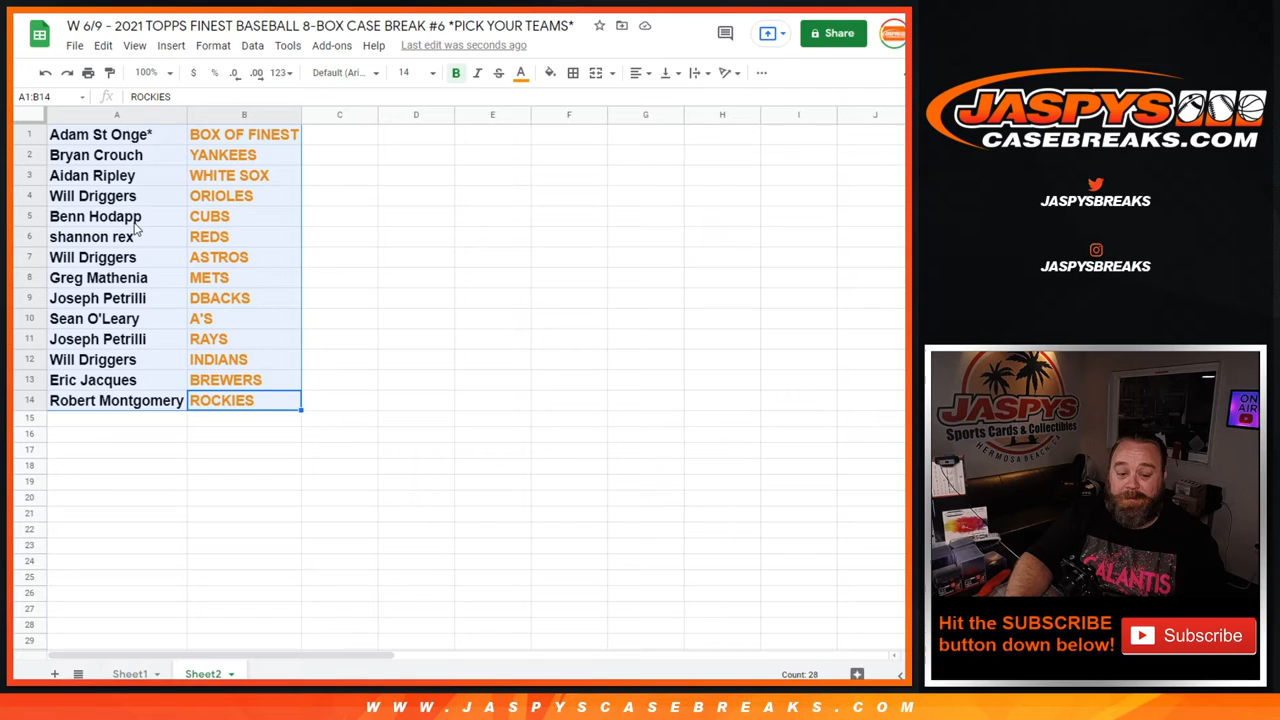 W 6/9 - 2021 TOPPS FINEST BASEBALL 8-BOX CASE BREAK #6 *PICK YOUR TEAMS*
File Edit View Insert Format Data Tools Add-ons Help Last edit was seconds ago
Share
100% $ % .0 .00 123 Default (Ari... 14 B I S A
A1:B14 fx ROCKIES
A B C D E F G H I J
1 Adam St Onge* BOX OF FINEST
2 Bryan Crouch YANKEES
3 Aidan Ripley WHITE SOX
4 Will Driggers ORIOLES
5 Benn Hodapp CUBS
6 shannon rex REDS
7 Will Driggers ASTROS
8 Greg Mathenia METS
9 Joseph Petrilli DBACKS
10 Sean O'Leary A'S
11 Joseph Petrilli RAYS
12 Will Driggers INDIANS
13 Eric Jacques BREWERS
14 Robert Montgomery ROCKIES
15
16
17
18
19
20
21
22
23
24
25
26
27
28
29
Sheet1 Sheet2 Count: 28
JASPYS
CASEBREAKS.COM
JASPYSBREAKS
JASPYSBREAKS
JASPYS
Sports Cards & Collectibles
HERMOSA BEACH, CA
ON
AIR
GALANTIS
Hit the SUBSCRIBE
button down below!
Subscribe
WWW.JASPYSCASEBREAKS.COM